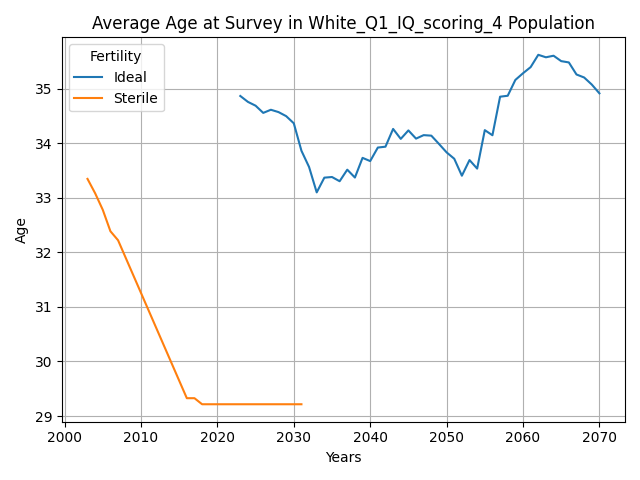 Average Age at Survey in White_Q1_IQ_scoring_4 Population
Fertility
Ideal
Sterile
Age
35
34
33
32
31
30
29
2000 2010 2020 2030 2040 2050 2060 2070
Years